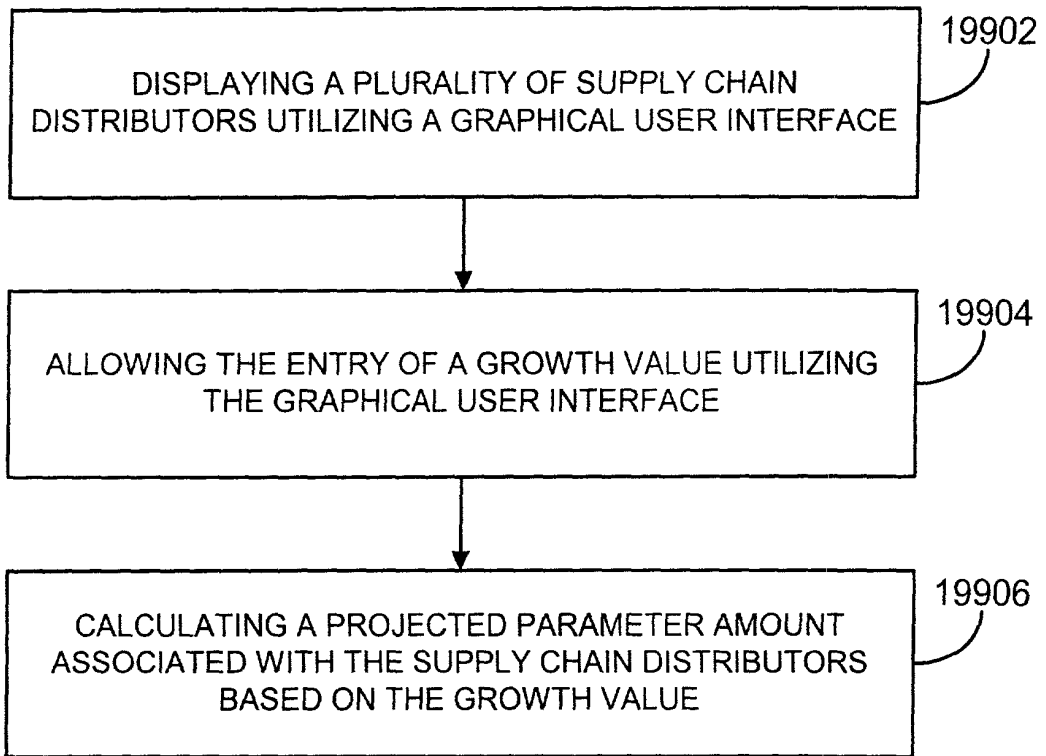 19902
DISPLAYING A PLURALITY OF SUPPLY CHAIN
DISTRIBUTORS UTILIZING A GRAPHICAL USER INTERFACE
19904
ALLOWING THE ENTRY OF A GROWTH VALUE UTILIZING
THE GRAPHICAL USER INTERFACE
19906
CALCULATING A PROJECTED PARAMETER AMOUNT
ASSOCIATED WITH THE SUPPLY CHAIN DISTRIBUTORS
BASED ON THE GROWTH VALUE